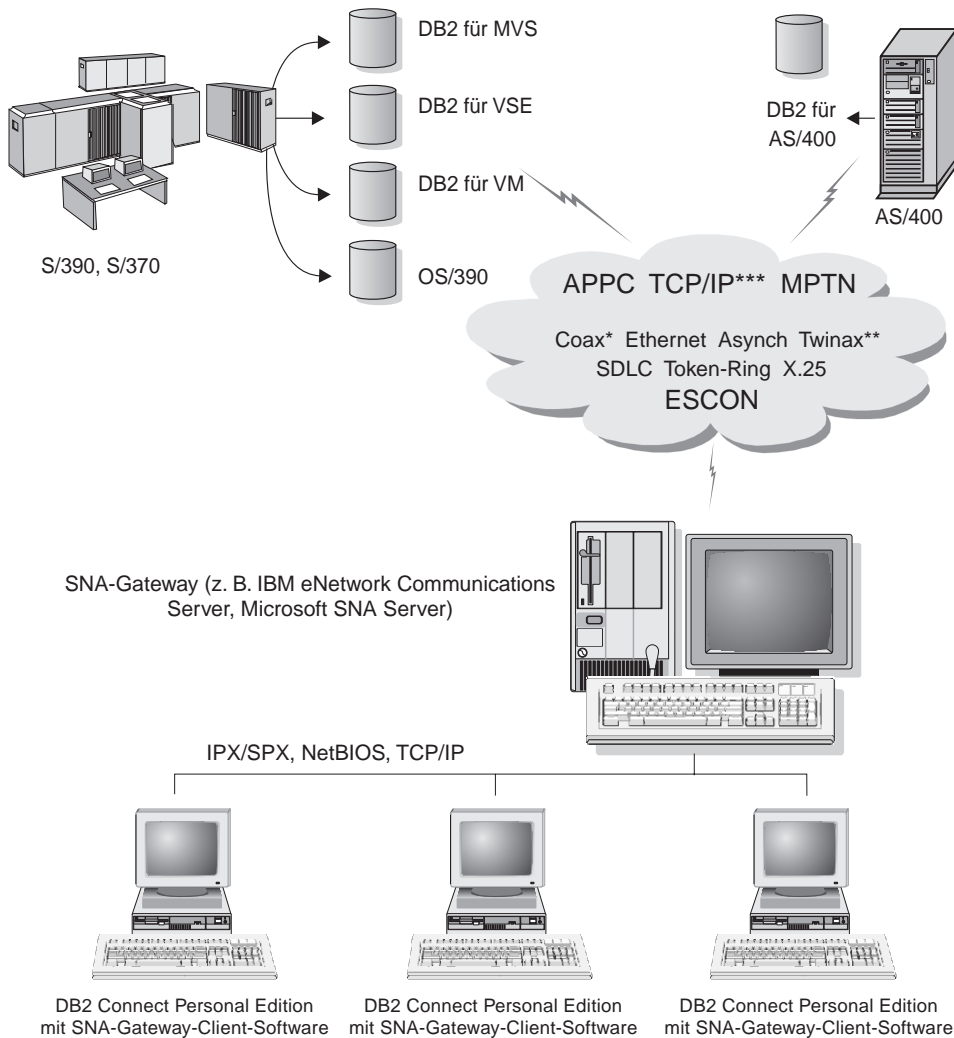 DB2 für MVS
DB2 für VSE
DB2 für VM
OS/390
S/390, S/370
DB2 für
AS/400
AS/400
APPC TCP/IP*** MPTN
Coax* Ethernet Asynch Twinax**
SDLC Token-Ring X.25
ESCON
SNA-Gateway (z. B. IBM eNetwork Communications
Server, Microsoft SNA Server)
IPX/SPX, NetBIOS, TCP/IP
DB2 Connect Personal Edition
mit SNA-Gateway-Client-Software
DB2 Connect Personal Edition
mit SNA-Gateway-Client-Software
DB2 Connect Personal Edition
mit SNA-Gateway-Client-Software